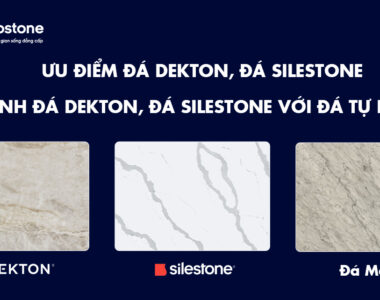 ostone
gian sống đẳng cấp
ƯU ĐIỂM ĐÁ DEKTON, ĐÁ SILESTONE
NH ĐÁ DEKTON, ĐÁ SILESTONE VỚI ĐÁ TỰ
EKTON®
silestone®
Đá M